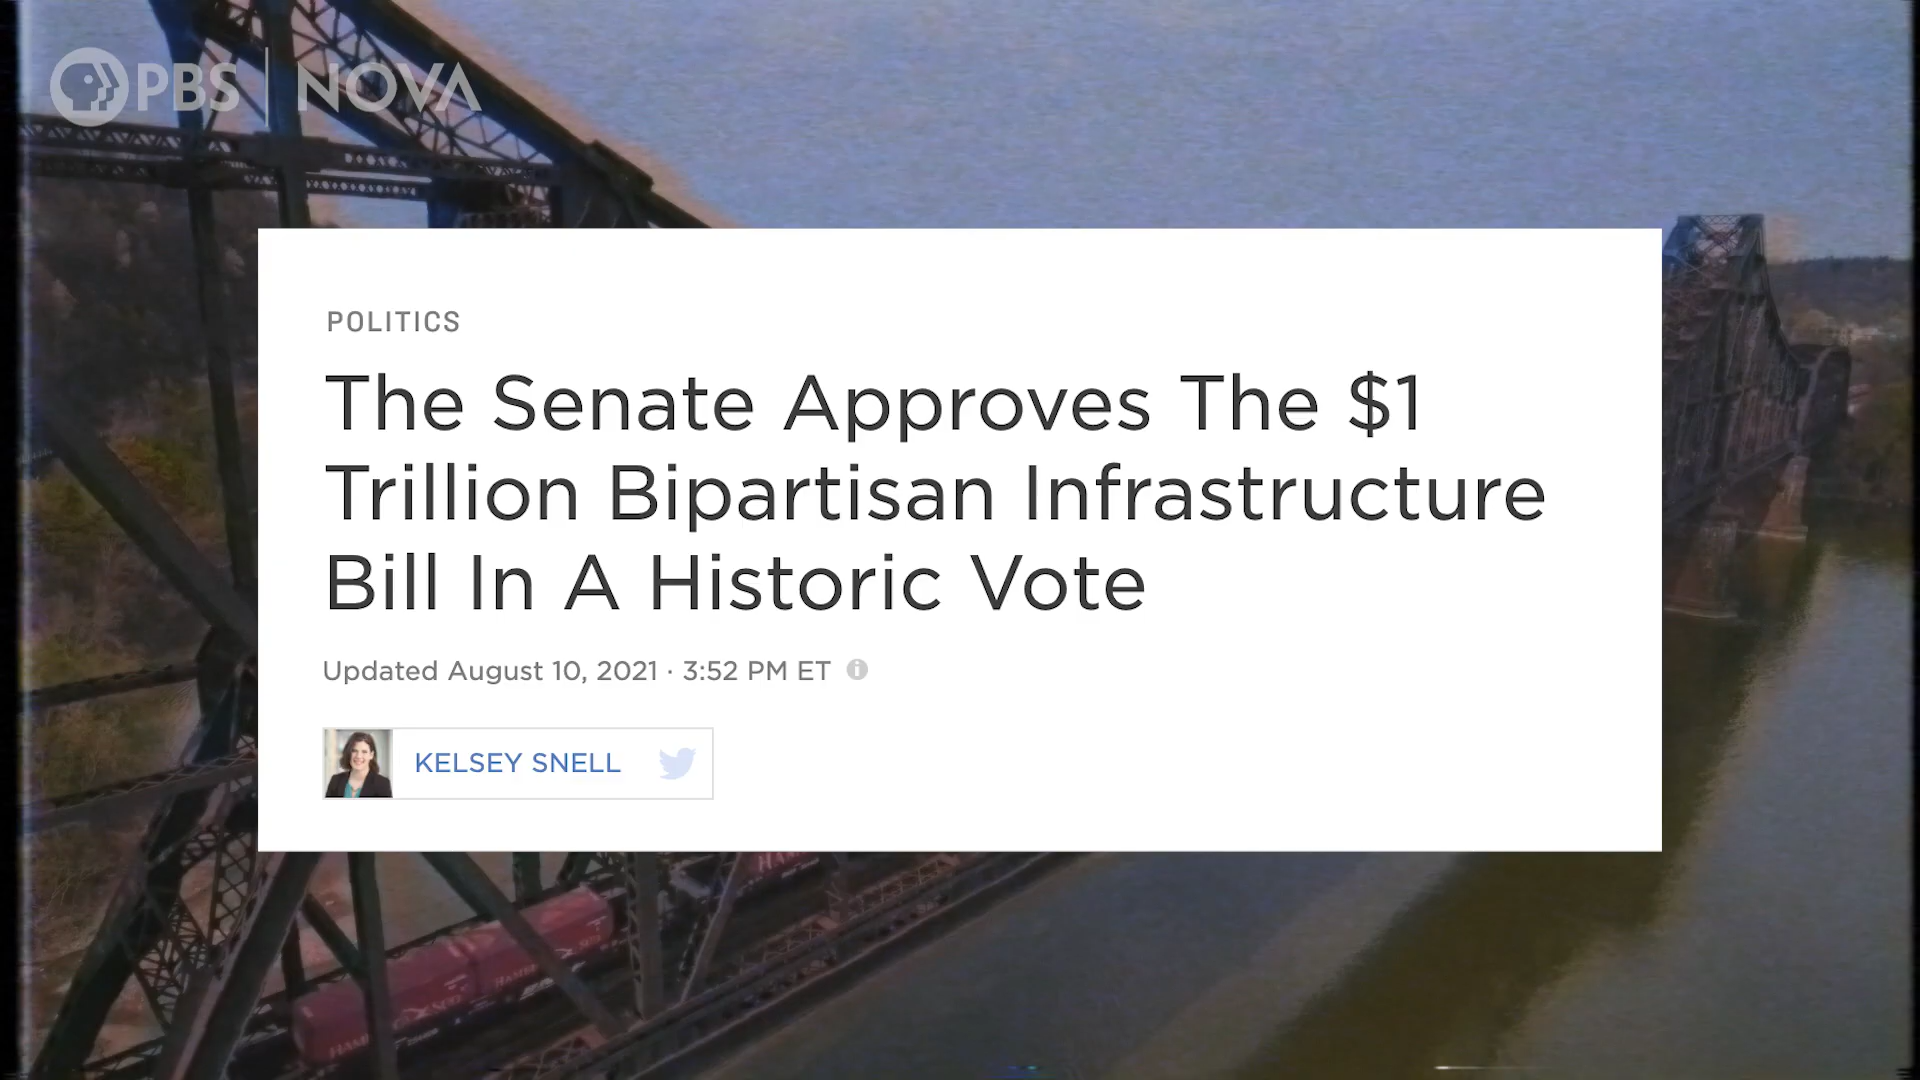 PBS | NOVA
POLITICS
The Senate Approves The $1
Trillion Bipartisan Infrastructure
Bill In A Historic Vote
Updated August 10, 2021 · 3:52 PM ET
KELSEY SNELL